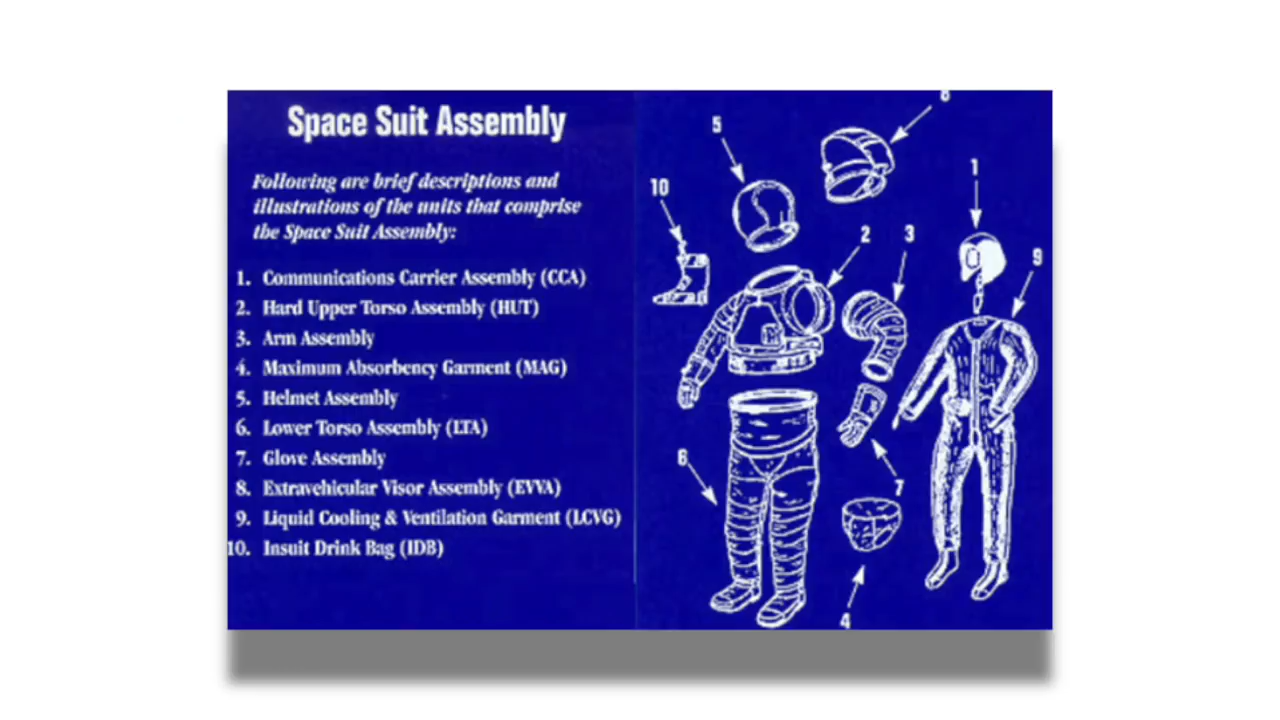 Space Suit Assembly
Following are brief descriptions and
illustrations of the units that comprise
the Space Suit Assembly:
1. Communications Carrier Assembly (CCA)
2. Hard Upper Torso Assembly (HUT)
3. Arm Assembly
4. Maximum Absorbency Garment (MAG)
5. Helmet Assembly
6. Lower Torso Assembly (LTA)
7. Glove Assembly
8. Extravehicular Visor Assembly (EVVA)
9. Liquid Cooling & Ventilation Garment (LCVG)
10. Insuit Drink Bag (IDB)
8
5
1
10
2
3
9
6
7
4